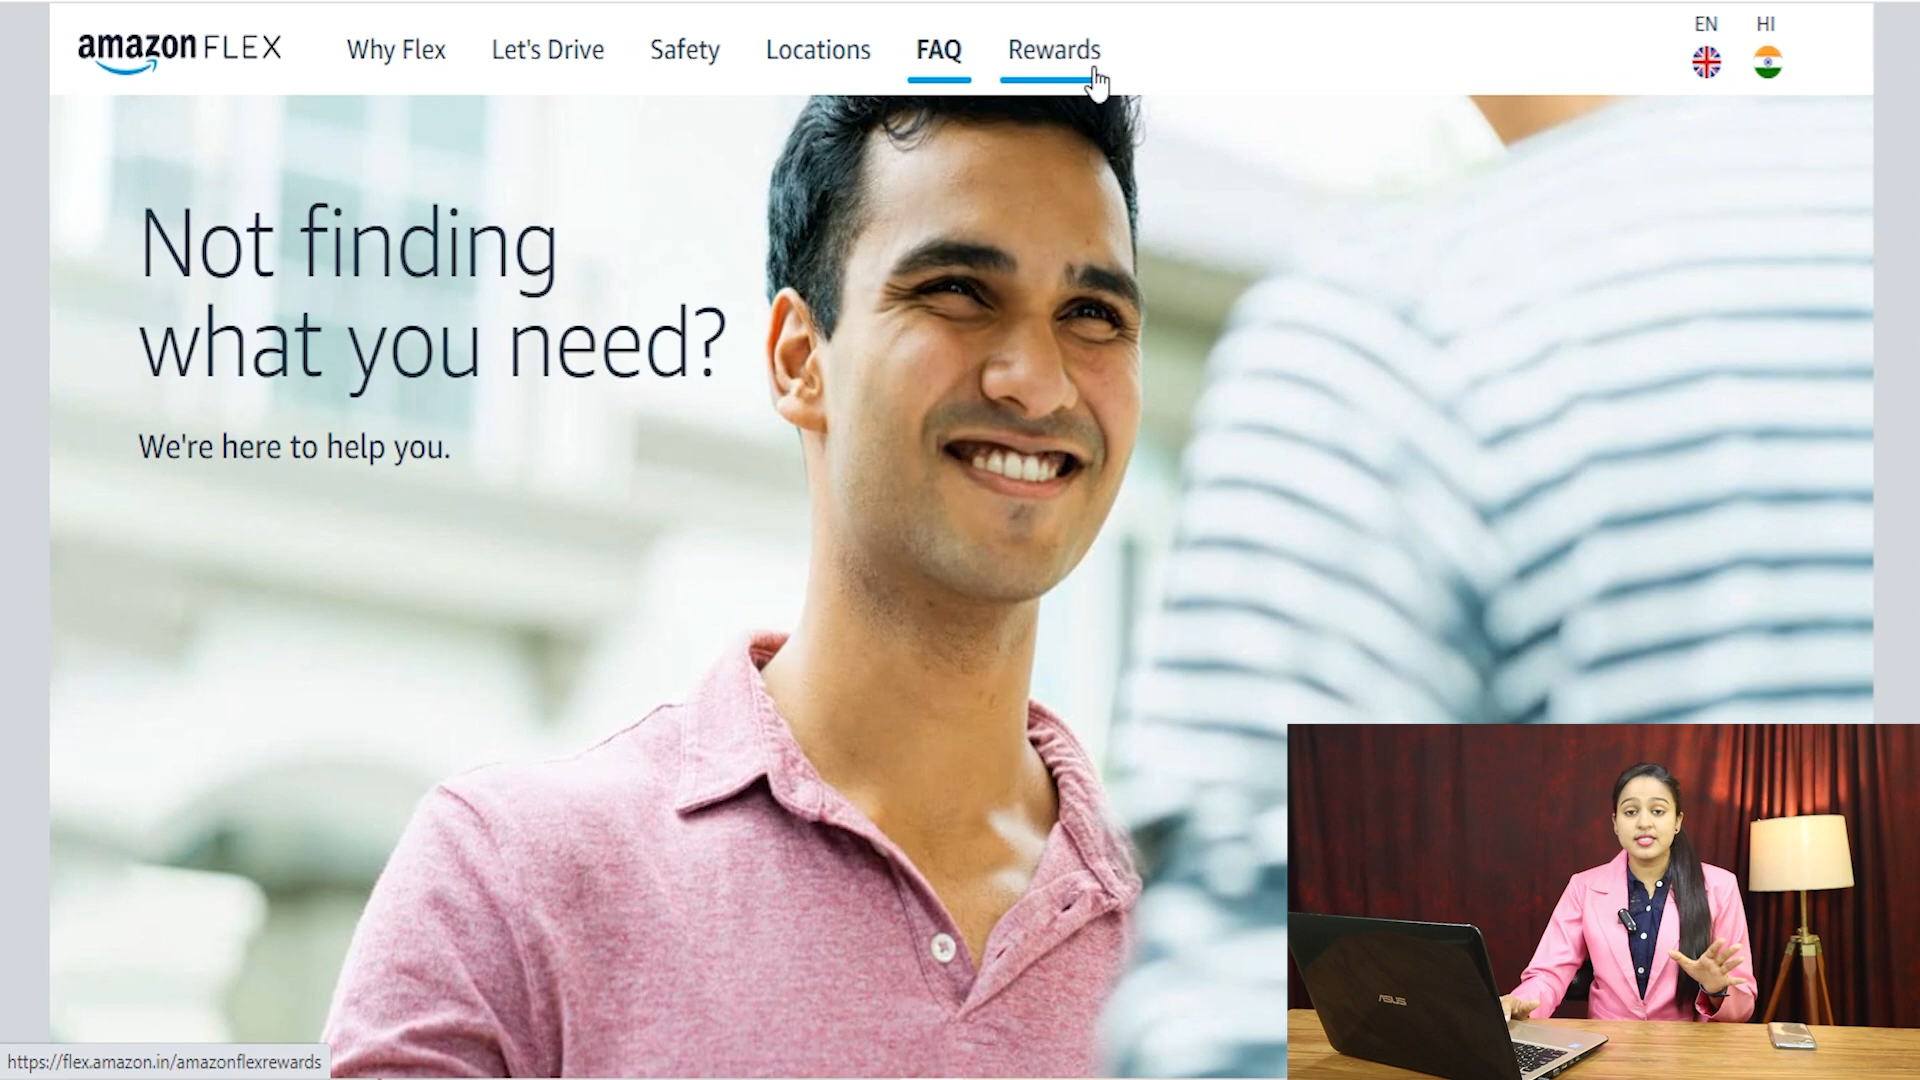 amazon FLEX
Why Flex
Let's Drive
Safety
Locations
FAQ
Rewards
EN
HI
Not finding
what you need?
We're here to help you.
https://flex.amazon.in/amazonflexrewards
ASUS